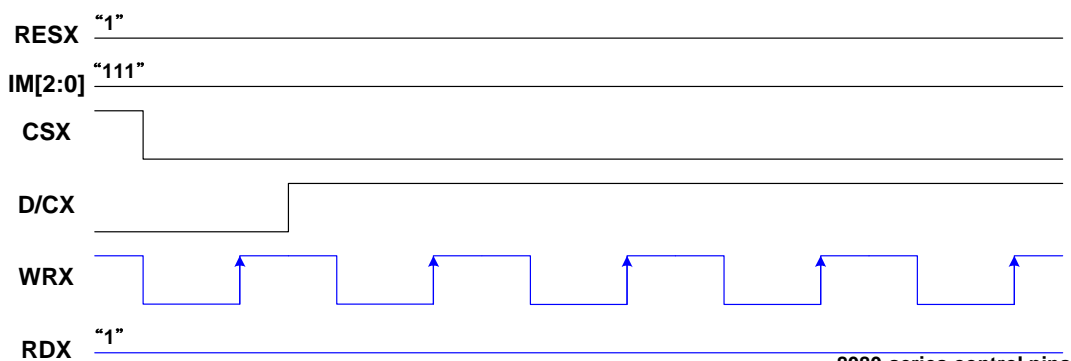 RESX “1”
IM[2:0] “111”
CSX
D/CX
WRX
RDX “1”